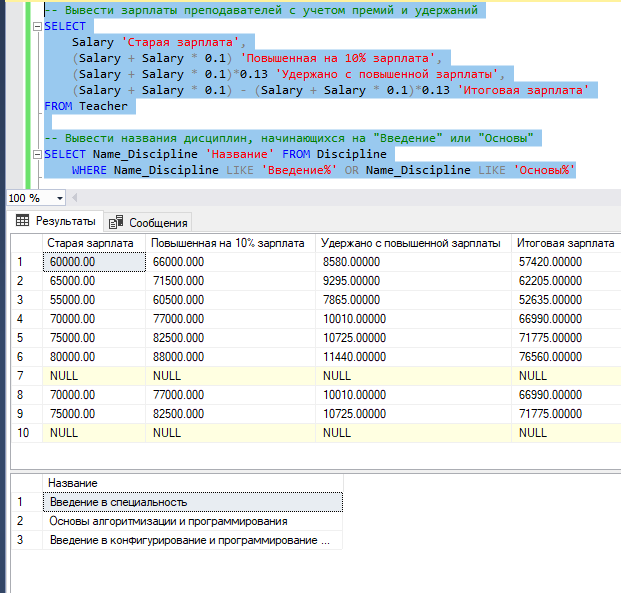 -- Вывести зарплаты преподавателей с учетом премий и удержаний
SELECT
Salary 'Старая зарплата',
(Salary + Salary * 0.1) 'Повышенная на 10% зарплата',
(Salary + Salary * 0.1)*0.13 'Удержано с повышенной зарплаты',
(Salary + Salary * 0.1) - (Salary + Salary * 0.1)*0.13 'Итоговая зарплата'
FROM Teacher
-- Вывести названия дисциплин, начинающихся на "Введение" или "Основы"
SELECT Name_Discipline 'Название' FROM Discipline
WHERE Name_Discipline LIKE 'Введение%' OR Name_Discipline LIKE 'Основы%'
100 %
Результаты Сообщения
Старая зарплата Повышенная на 10% зарплата Удержано с повышенной зарплаты Итоговая зарплата
1 60000.00 66000.000 8580.00000 57420.00000
2 65000.00 71500.000 9295.00000 62205.00000
3 55000.00 60500.000 7865.00000 52635.00000
4 70000.00 77000.000 10010.00000 66990.00000
5 75000.00 82500.000 10725.00000 71775.00000
6 80000.00 88000.000 11440.00000 76560.00000
7 NULL NULL NULL NULL
8 70000.00 77000.000 10010.00000 66990.00000
9 75000.00 82500.000 10725.00000 71775.00000
10 NULL NULL NULL NULL
Название
1 Введение в специальность
2 Основы алгоритмизации и программирования
3 Введение в конфигурирование и программирование ...